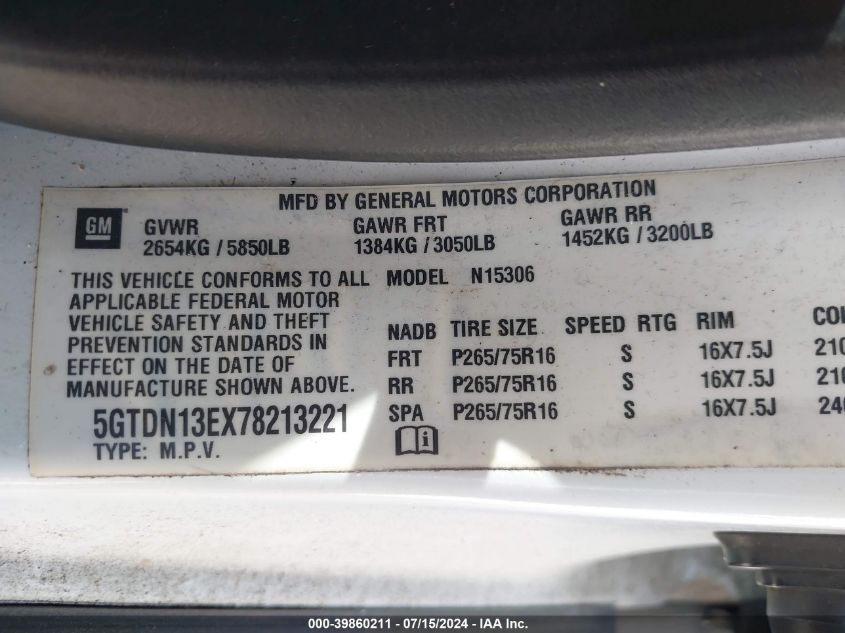 MFD BY GENERAL MOTORS CORPORATION
GM
GVWR GAWR FRT GAWR RR
2654KG / 5850LB 1384KG / 3050LB 1452KG / 3200LB
THIS VEHICLE CONFORMS TO ALL
APPLICABLE FEDERAL MOTOR
VEHICLE SAFETY AND THEFT
PREVENTION STANDARDS IN
EFFECT ON THE DATE OF
MANUFACTURE SHOWN ABOVE.
5GTDN13EX78213221
TYPE: M.P.V.
MODEL N15306
NADB TIRE SIZE SPEED RTG RIM
FRT P265/75R16 S 16X7.5J 210
RR P265/75R16 S 16X7.5J 210
SPA P265/75R16 S 16X7.5J 240
i
000-39860211 - 07/15/2024 - IAA Inc.